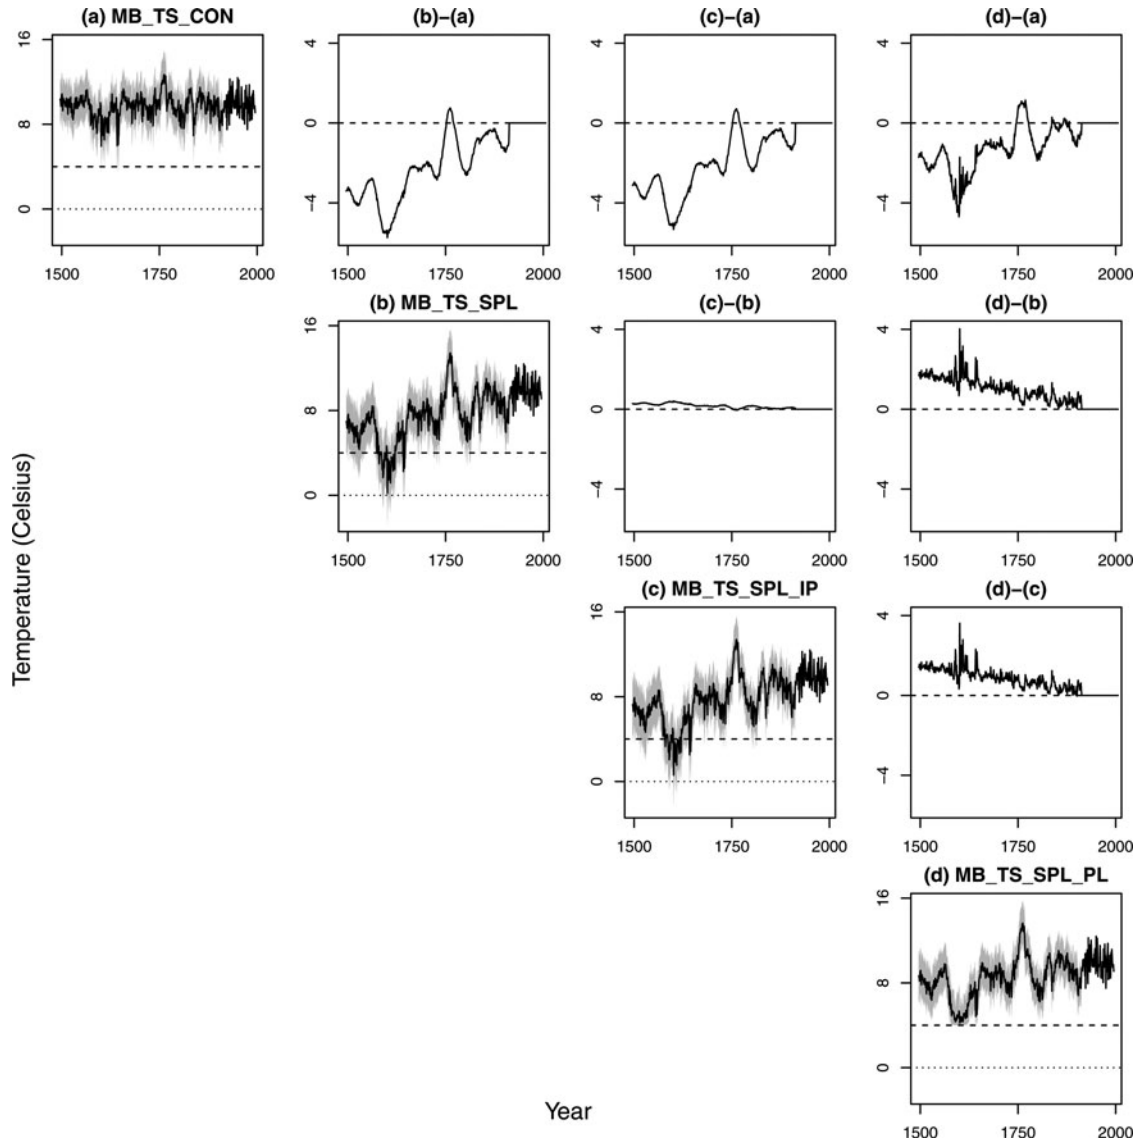 (a) MB_TS_CON (b)−(a) (c)−(a) (d)−(a)
16 4 4 4
8 0 0 0
0 −4 −4 −4
1500 1750 2000 1500 1750 2000 1500 1750 2000 1500 1750 2000
(b) MB_TS_SPL (c)−(b) (d)−(b)
16 4 4
8 0 0
0 −4 −4
1500 1750 2000 1500 1750 2000 1500 1750 2000
Temperature (Celsius)
(c) MB_TS_SPL_IP (d)−(c)
16 4
8 0
0 −4
1500 1750 2000 1500 1750 2000
(d) MB_TS_SPL_PL
16
8
0
1500 1750 2000
Year